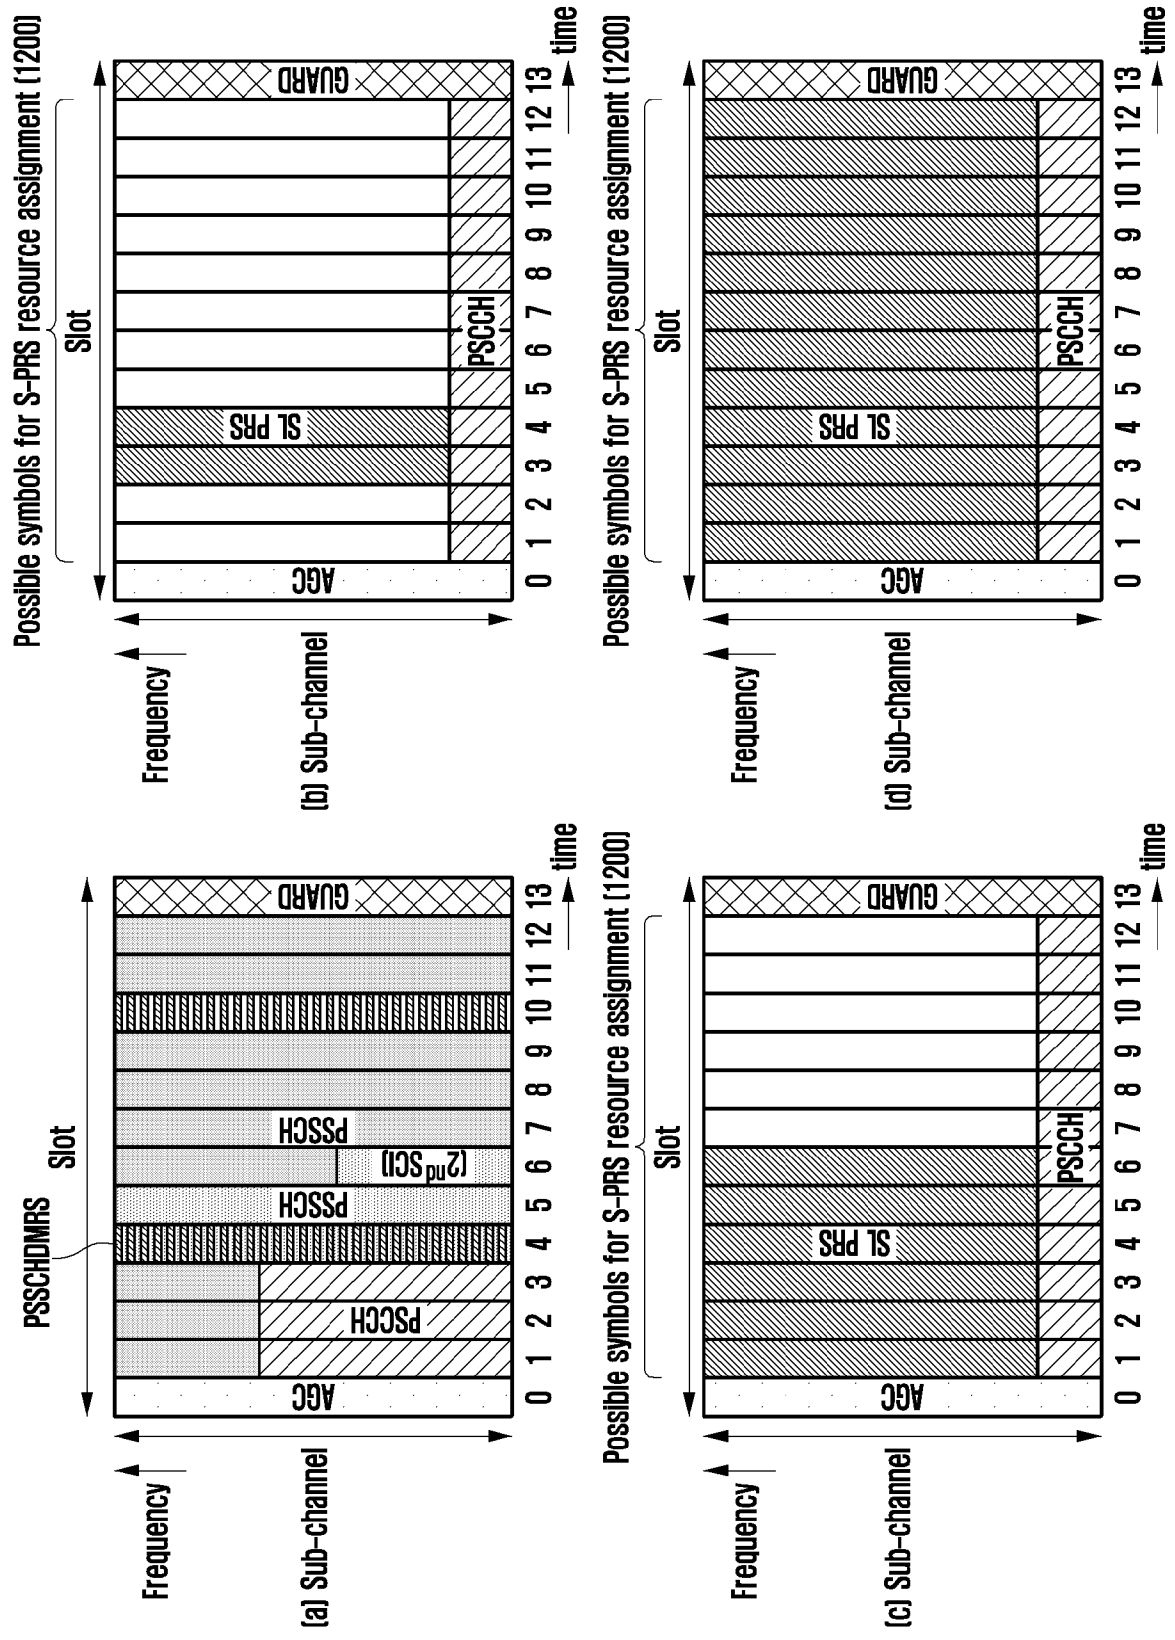 PSSCHDMRS
Slot
Frequency
(a) Sub-channel
AGC
PSCCH
PSSCH
(2nd SCI)
PSSCH
GUARD
0 1 2 3 4 5 6 7 8 9 10 11 12 13
time
Possible symbols for S-PRS resource assignment (1200)
Slot
Frequency
(b) Sub-channel
AGC
SL PRS
PSCCH
GUARD
0 1 2 3 4 5 6 7 8 9 10 11 12 13
time
Possible symbols for S-PRS resource assignment (1200)
Slot
Frequency
(c) Sub-channel
AGC
SL PRS
PSCCH
GUARD
0 1 2 3 4 5 6 7 8 9 10 11 12 13
time
Possible symbols for S-PRS resource assignment (1200)
Slot
Frequency
(d) Sub-channel
AGC
SL PRS
PSCCH
GUARD
0 1 2 3 4 5 6 7 8 9 10 11 12 13
time